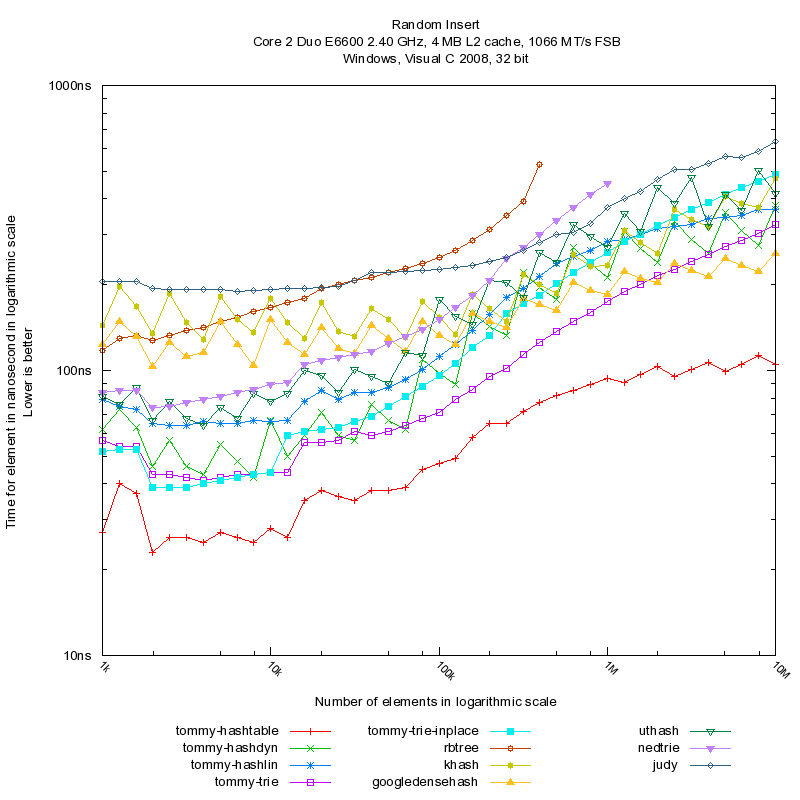 Random Insert
Core 2 Duo E6600 2.40 GHz, 4 MB L2 cache, 1066 MT/s FSB
Windows, Visual C 2008, 32 bit
1000ns
100ns
10ns
Time for element in nanosecond in logarithmic scale
Lower is better
1k
10k
100k
1M
10M
Number of elements in logarithmic scale
tommy-hashtable
tommy-hashdyn
tommy-hashlin
tommy-trie
tommy-trie-inplace
rbtree
khash
googledensehash
uthash
nedtrie
judy